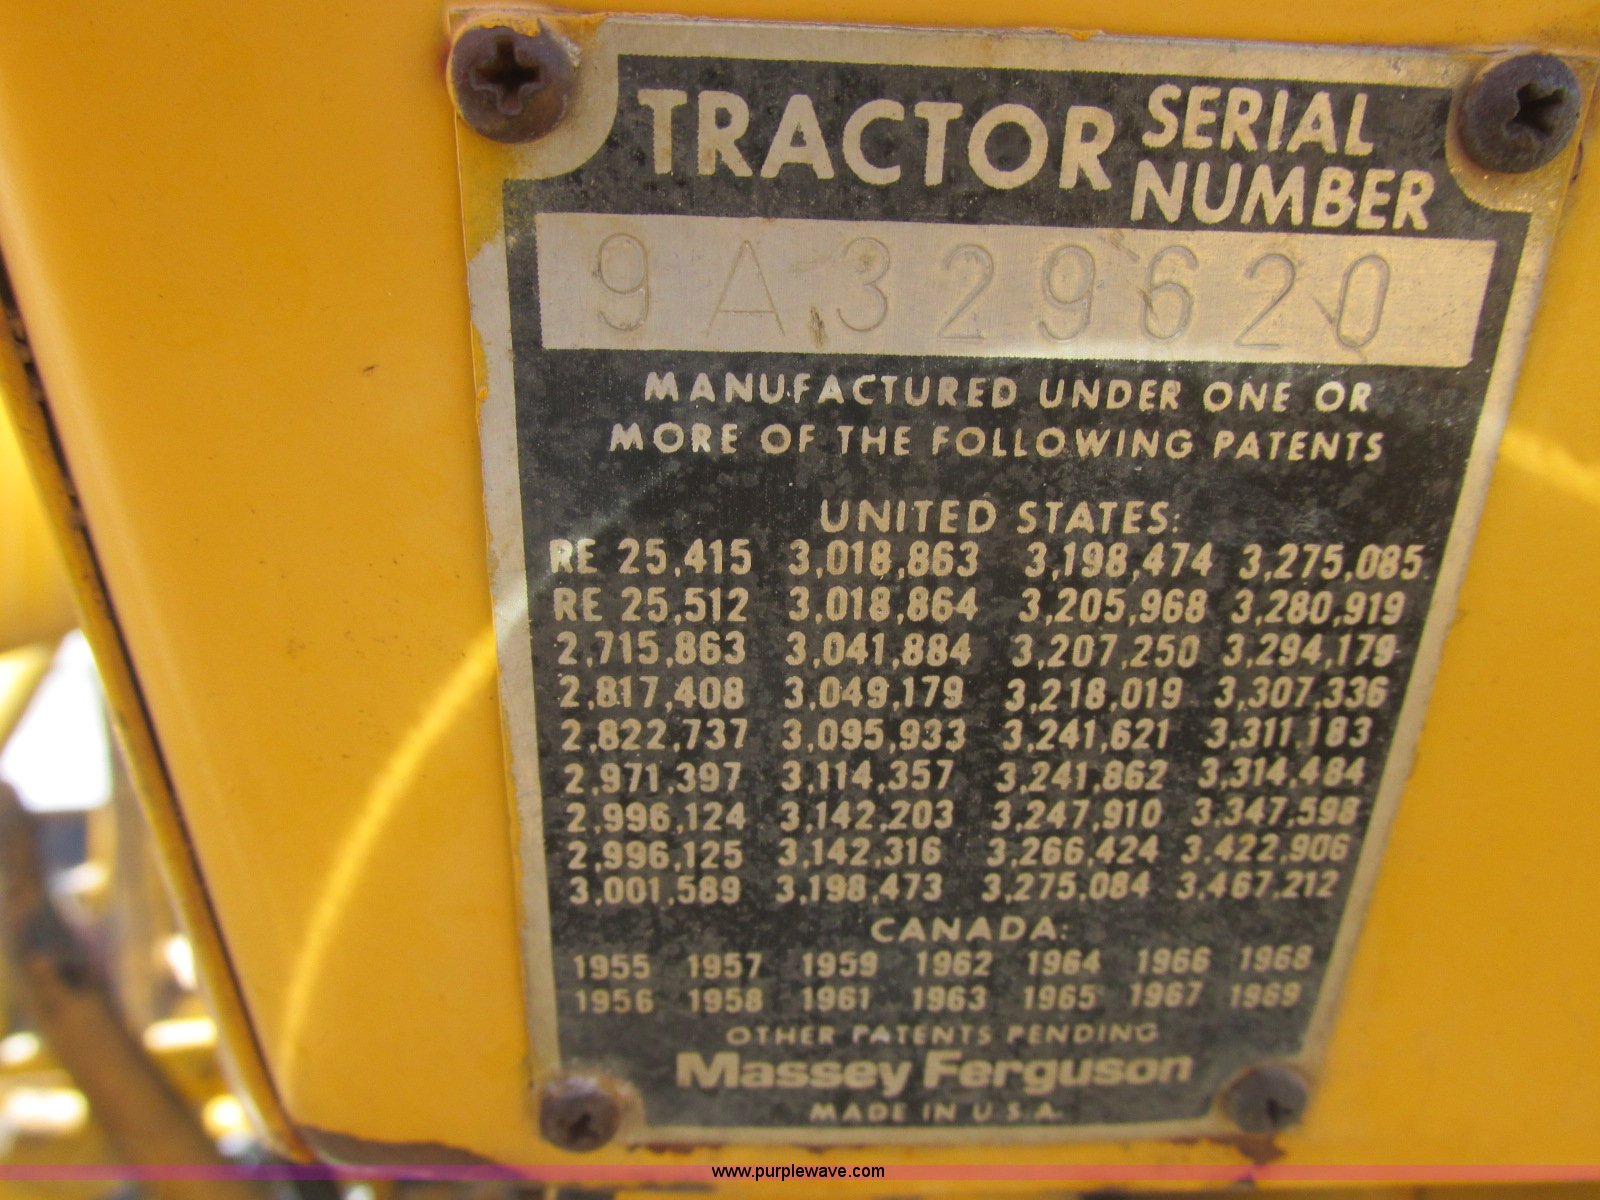 TRACTOR SERIAL NUMBER
9A329620
MANUFACTURED UNDER ONE OR
MORE OF THE FOLLOWING PATENTS
UNITED STATES:
RE 25,415 3,018,863 3,198,474 3,275,085
RE 25,512 3,018,864 3,205,968 3,280,919
2,715,863 3,041,884 3,207,250 3,294,179
2,817,408 3,049,179 3,218,019 3,307,336
2,822,737 3,095,933 3,241,621 3,311,183
2,971,397 3,114,357 3,241,862 3,314,484
2,996,124 3,142,203 3,247,910 3,347,598
2,996,125 3,142,316 3,266,424 3,422,906
3,001,589 3,198,473 3,275,084 3,467,212
CANADA:
1955 1957 1959 1962 1964 1966 1968
1956 1958 1961 1963 1965 1967 1969
OTHER PATENTS PENDING
Massey Ferguson
MADE IN U.S.A.
www.purplewave.com